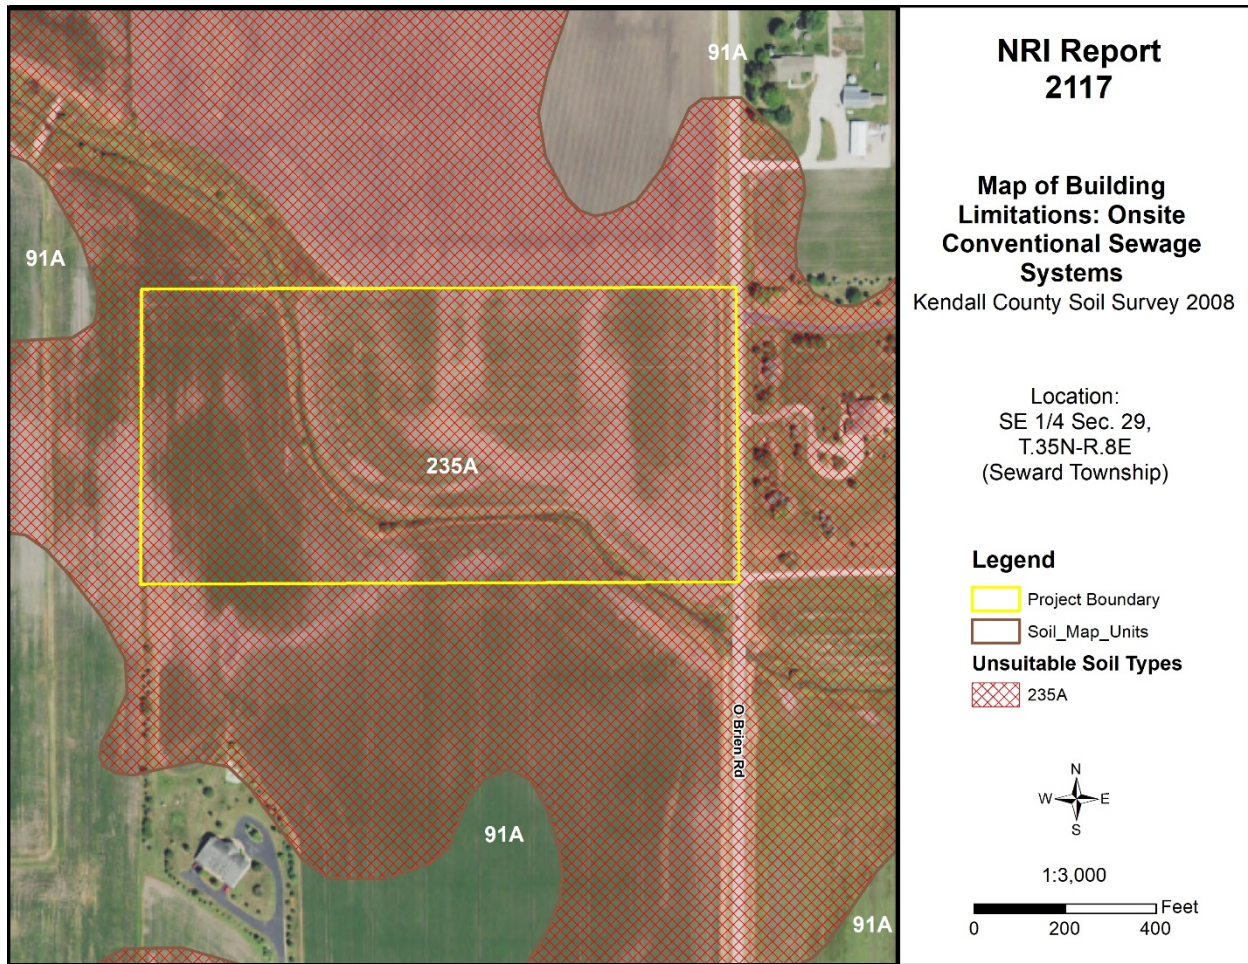 91A
91A
235A
O Brien Rd
91A
91A
NRI Report
2117
Map of Building
Limitations: Onsite
Conventional Sewage
Systems
Kendall County Soil Survey 2008
Location:
SE 1/4 Sec. 29,
T.35N-R.8E
(Seward Township)
Legend
Project Boundary
Soil_Map_Units
Unsuitable Soil Types
235A
N
W E
S
1:3,000
Feet
0 200 400